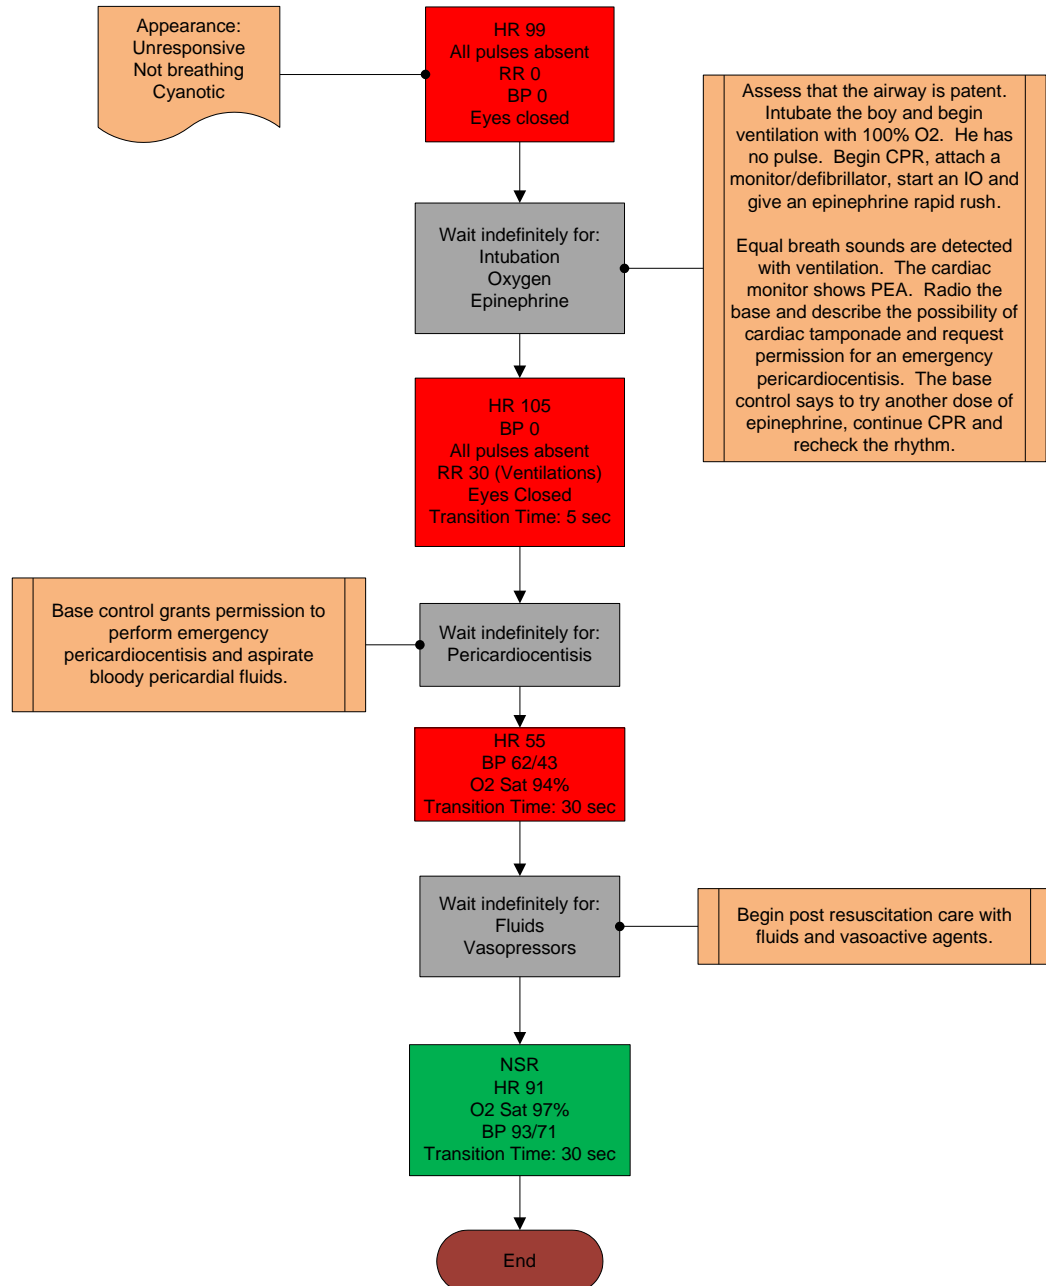 Appearance:
Unresponsive
Not breathing
Cyanotic
HR 99
All pulses absent
RR 0
BP 0
Eyes closed
Assess that the airway is patent.
Intubate the boy and begin
ventilation with 100% O2.  He has
no pulse.  Begin CPR, attach a
monitor/defibrillator, start an IO and
give an epinephrine rapid rush.
Equal breath sounds are detected
with ventilation.  The cardiac
monitor shows PEA.  Radio the
base and describe the possibility of
cardiac tamponade and request
permission for an emergency
pericardiocentisis.  The base
control says to try another dose of
epinephrine, continue CPR and
recheck the rhythm.
Wait indefinitely for:
Intubation
Oxygen
Epinephrine
HR 105
BP 0
All pulses absent
RR 30 (Ventilations)
Eyes Closed
Transition Time: 5 sec
Base control grants permission to
perform emergency
pericardiocentisis and aspirate
bloody pericardial fluids.
Wait indefinitely for:
Pericardiocentisis
HR 55
BP 62/43
O2 Sat 94%
Transition Time: 30 sec
Wait indefinitely for:
Fluids
Vasopressors
Begin post resuscitation care with
fluids and vasoactive agents.
NSR
HR 91
O2 Sat 97%
BP 93/71
Transition Time: 30 sec
End